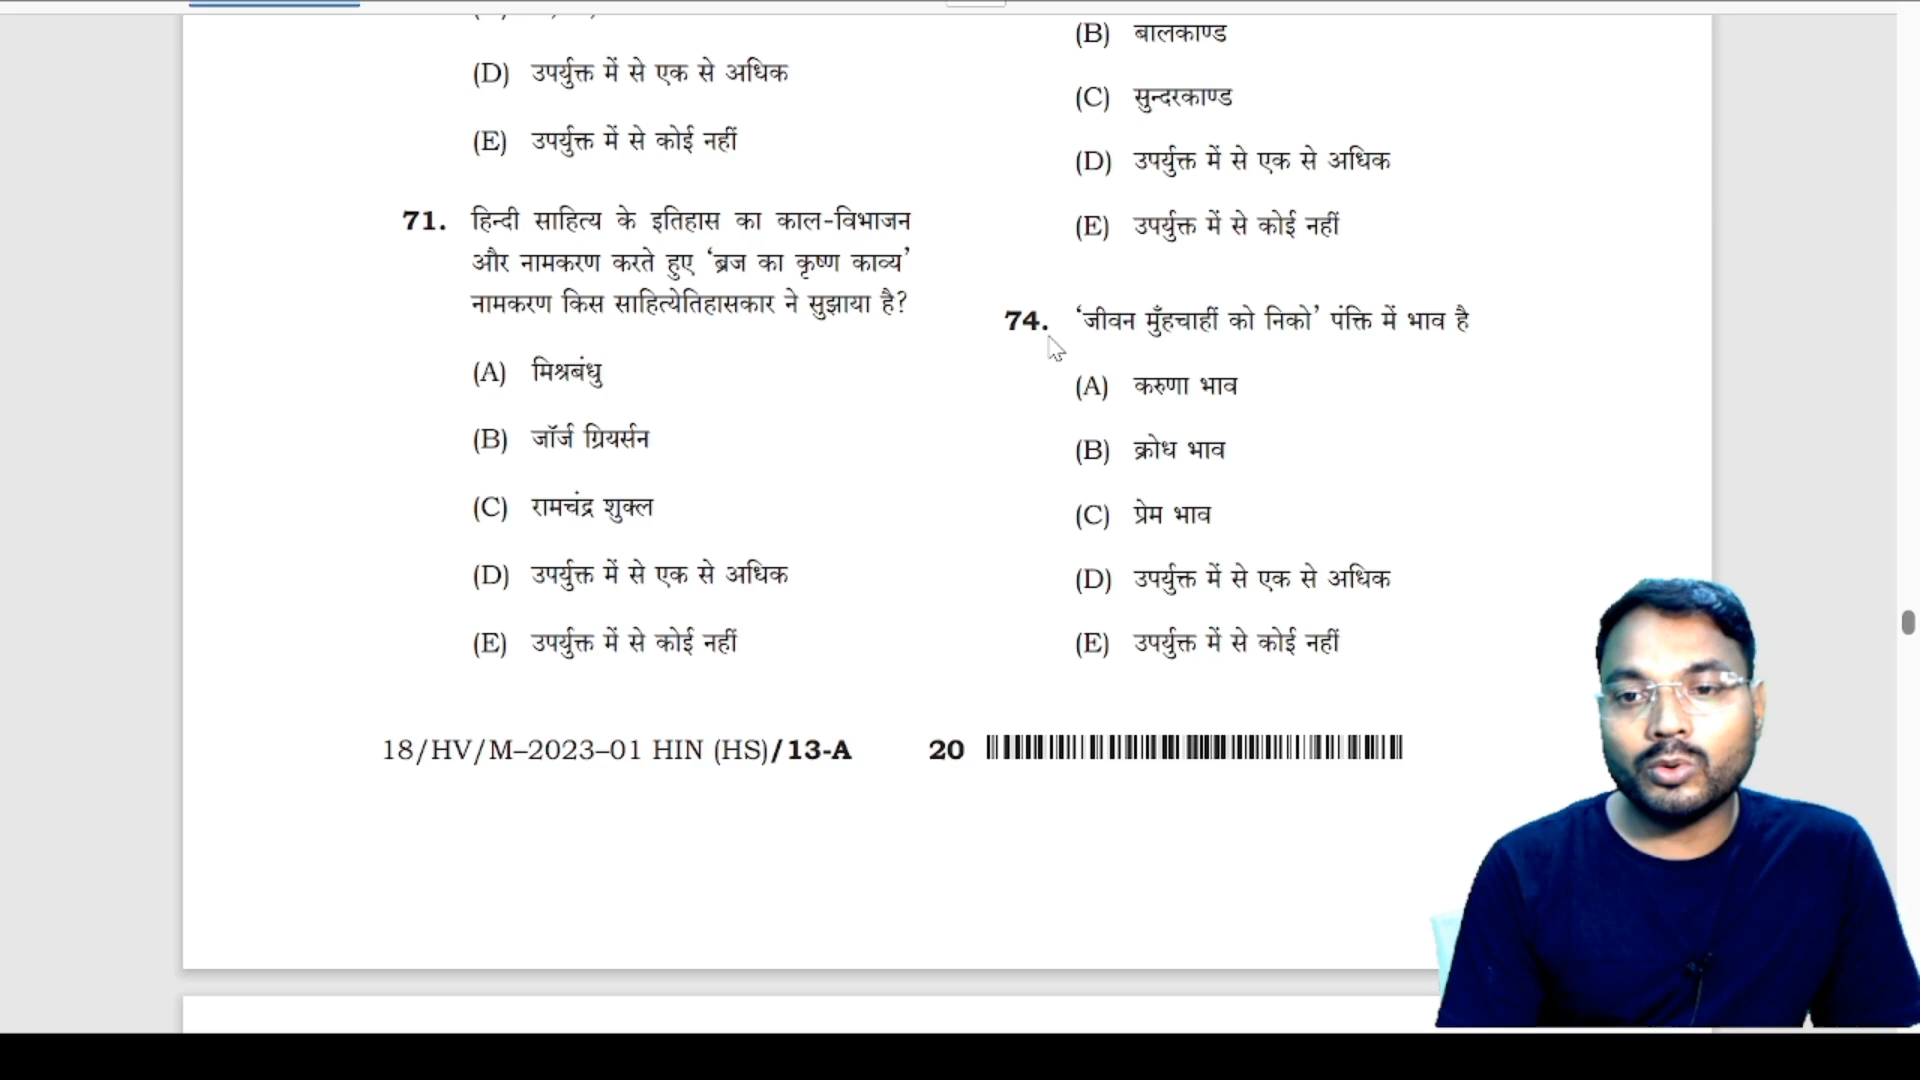 (D) उपर्युक्त में से एक से अधिक
(E) उपर्युक्त में से कोई नहीं
71. हिन्दी साहित्य के इतिहास का काल-विभाजन
और नामकरण करते हुए ‘ब्रज का कृष्ण काव्य’
नामकरण किस साहित्येतिहासकार ने सुझाया है?
(A) मिश्रबंधु
(B) जॉर्ज ग्रियर्सन
(C) रामचंद्र शुक्ल
(D) उपर्युक्त में से एक से अधिक
(E) उपर्युक्त में से कोई नहीं
(B) बालकाण्ड
(C) सुन्दरकाण्ड
(D) उपर्युक्त में से एक से अधिक
(E) उपर्युक्त में से कोई नहीं
74. ‘जीवन मुँहचाहीं को निको’ पंक्ति में भाव है
(A) करुणा भाव
(B) क्रोध भाव
(C) प्रेम भाव
(D) उपर्युक्त में से एक से अधिक
(E) उपर्युक्त में से कोई नहीं
18/HV/M–2023–01 HIN (HS)/13-A 20